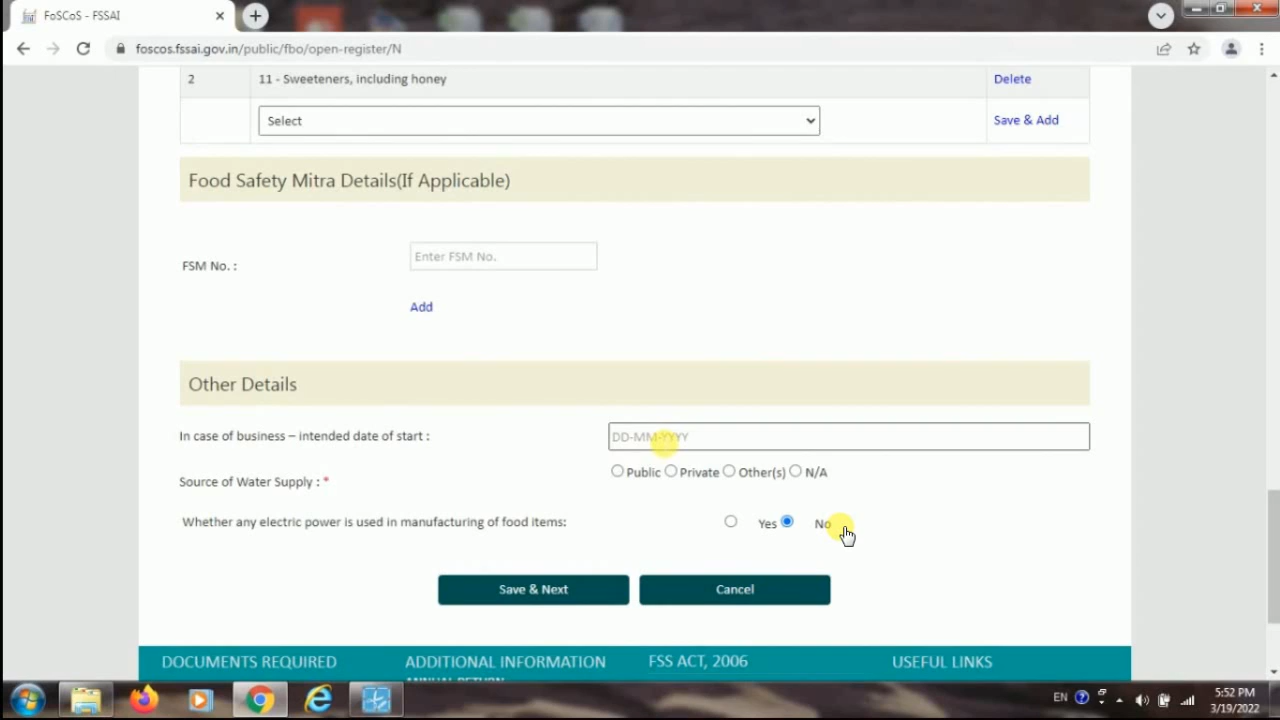 FoSCoS - FSSAI
foscos.fssai.gov.in/public/fbo/open-register/N
2 11 - Sweeteners, including honey Delete
Select Save & Add
Food Safety Mitra Details(If Applicable)
FSM No. : Enter FSM No.
Add
Other Details
In case of business – intended date of start : DD-MM-YYYY
Source of Water Supply : * Public Private Other(s) N/A
Whether any electric power is used in manufacturing of food items: Yes No
Save & Next Cancel
DOCUMENTS REQUIRED ADDITIONAL INFORMATION FSS ACT, 2006 USEFUL LINKS
ANNUAL RETURN
EN 5:52 PM
3/19/2022